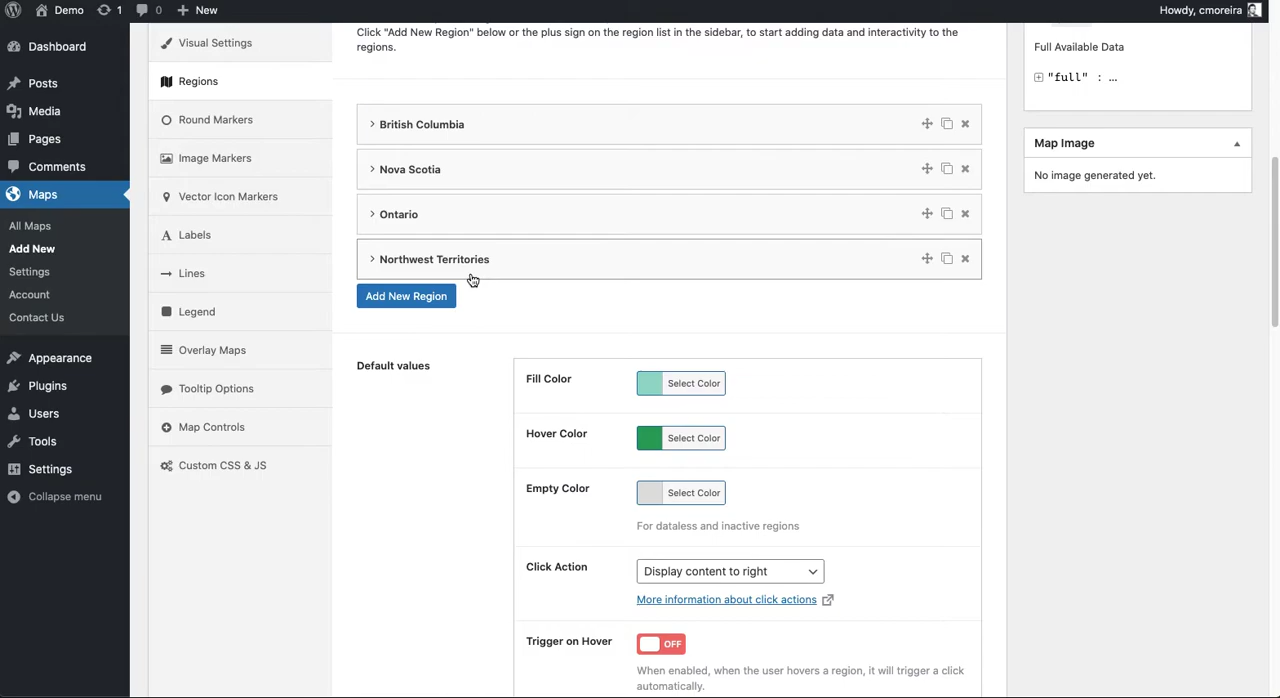 Demo 1 0 New Howdy, cmoreira
Dashboard
Posts
Media
Pages
Comments
Maps
All Maps
Add New
Settings
Account
Contact Us
Appearance
Plugins
Users
Tools
Settings
Collapse menu
Visual Settings
Regions
Round Markers
Image Markers
Vector Icon Markers
Labels
Lines
Legend
Overlay Maps
Tooltip Options
Map Controls
Custom CSS & JS
Click "Add New Region" below or the plus sign on the region list in the sidebar, to start adding data and interactivity to the
regions.
British Columbia
Nova Scotia
Ontario
Northwest Territories
Add New Region
Default values
Fill Color Select Color
Hover Color Select Color
Empty Color Select Color
For dataless and inactive regions
Click Action Display content to right
More information about click actions
Trigger on Hover OFF
When enabled, when the user hovers a region, it will trigger a click
automatically.
Full Available Data
"full" : ...
Map Image
No image generated yet.